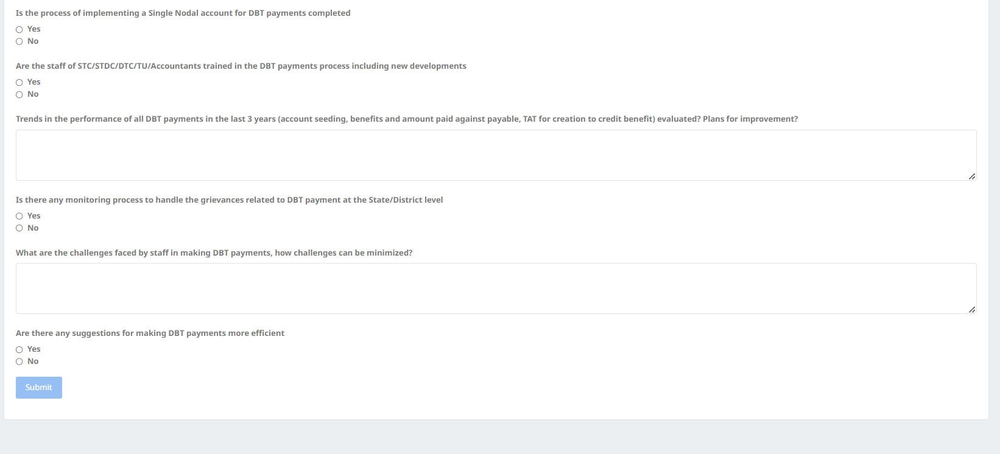 Is the process of implementing a Single Nodal account for DBT payments completed
Yes
No
Are the staff of STC/STDC/DTC/TU/Accountants trained in the DBT payments process including new developments
Yes
No
Trends in the performance of all DBT payments in the last 3 years (account seeding, benefits and amount paid against payable, TAT for creation to credit benefit) evaluated? Plans for improvement?
Is there any monitoring process to handle the grievances related to DBT payment at the State/District level
Yes
No
What are the challenges faced by staff in making DBT payments, how challenges can be minimized?
Are there any suggestions for making DBT payments more efficient
Yes
No
Submit